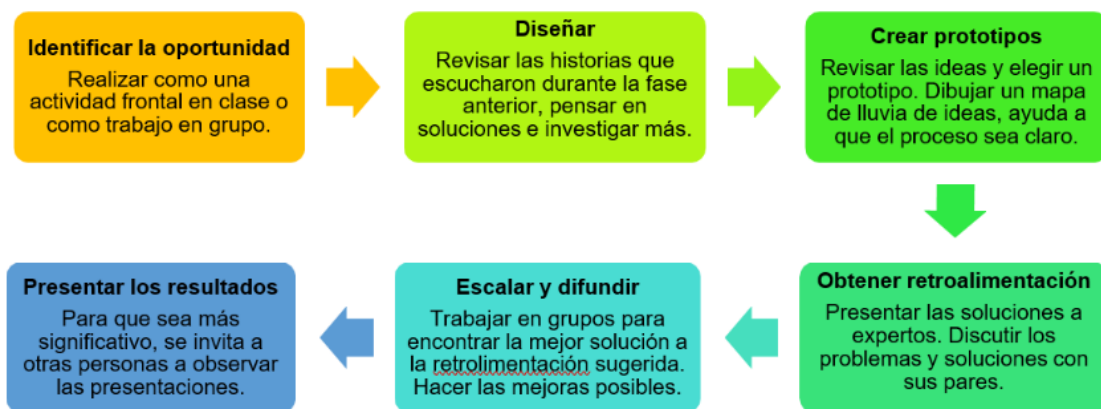 Identificar la oportunidad
Realizar como una
actividad frontal en clase o
como trabajo en grupo.
Diseñar
Revisar las historias que
escucharon durante la fase
anterior, pensar en
soluciones e investigar más.
Crear prototipos
Revisar las ideas y elegir un
prototipo. Dibujar un mapa
de lluvia de ideas, ayuda a
que el proceso sea claro.
Obtener retroalimentación
Presentar las soluciones a
expertos. Discutir los
problemas y soluciones con
sus pares.
Escalar y difundir
Trabajar en grupos para
encontrar la mejor solución a
la retrolimentación sugerida.
Hacer las mejoras posibles.
Presentar los resultados
Para que sea más
significativo, se invita a
otras personas a observar
las presentaciones.